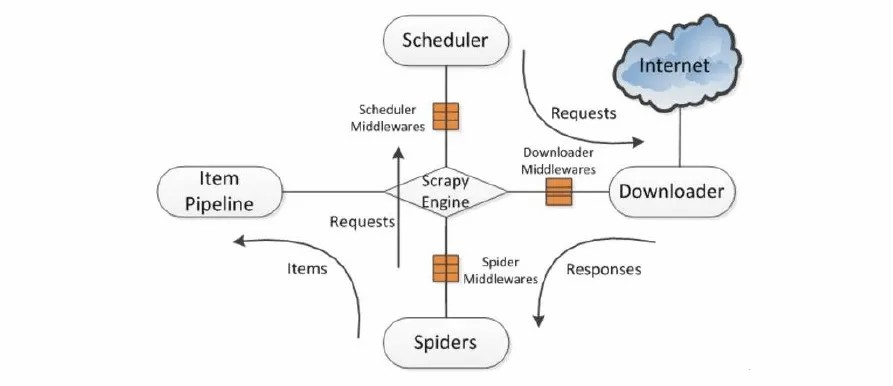 Scheduler
Internet
Scheduler
Middlewares
Requests
Downloader
Middlewares
Item
Pipeline
Scrapy
Engine
Downloader
Requests
Items
Spider
Middlewares
Responses
Spiders